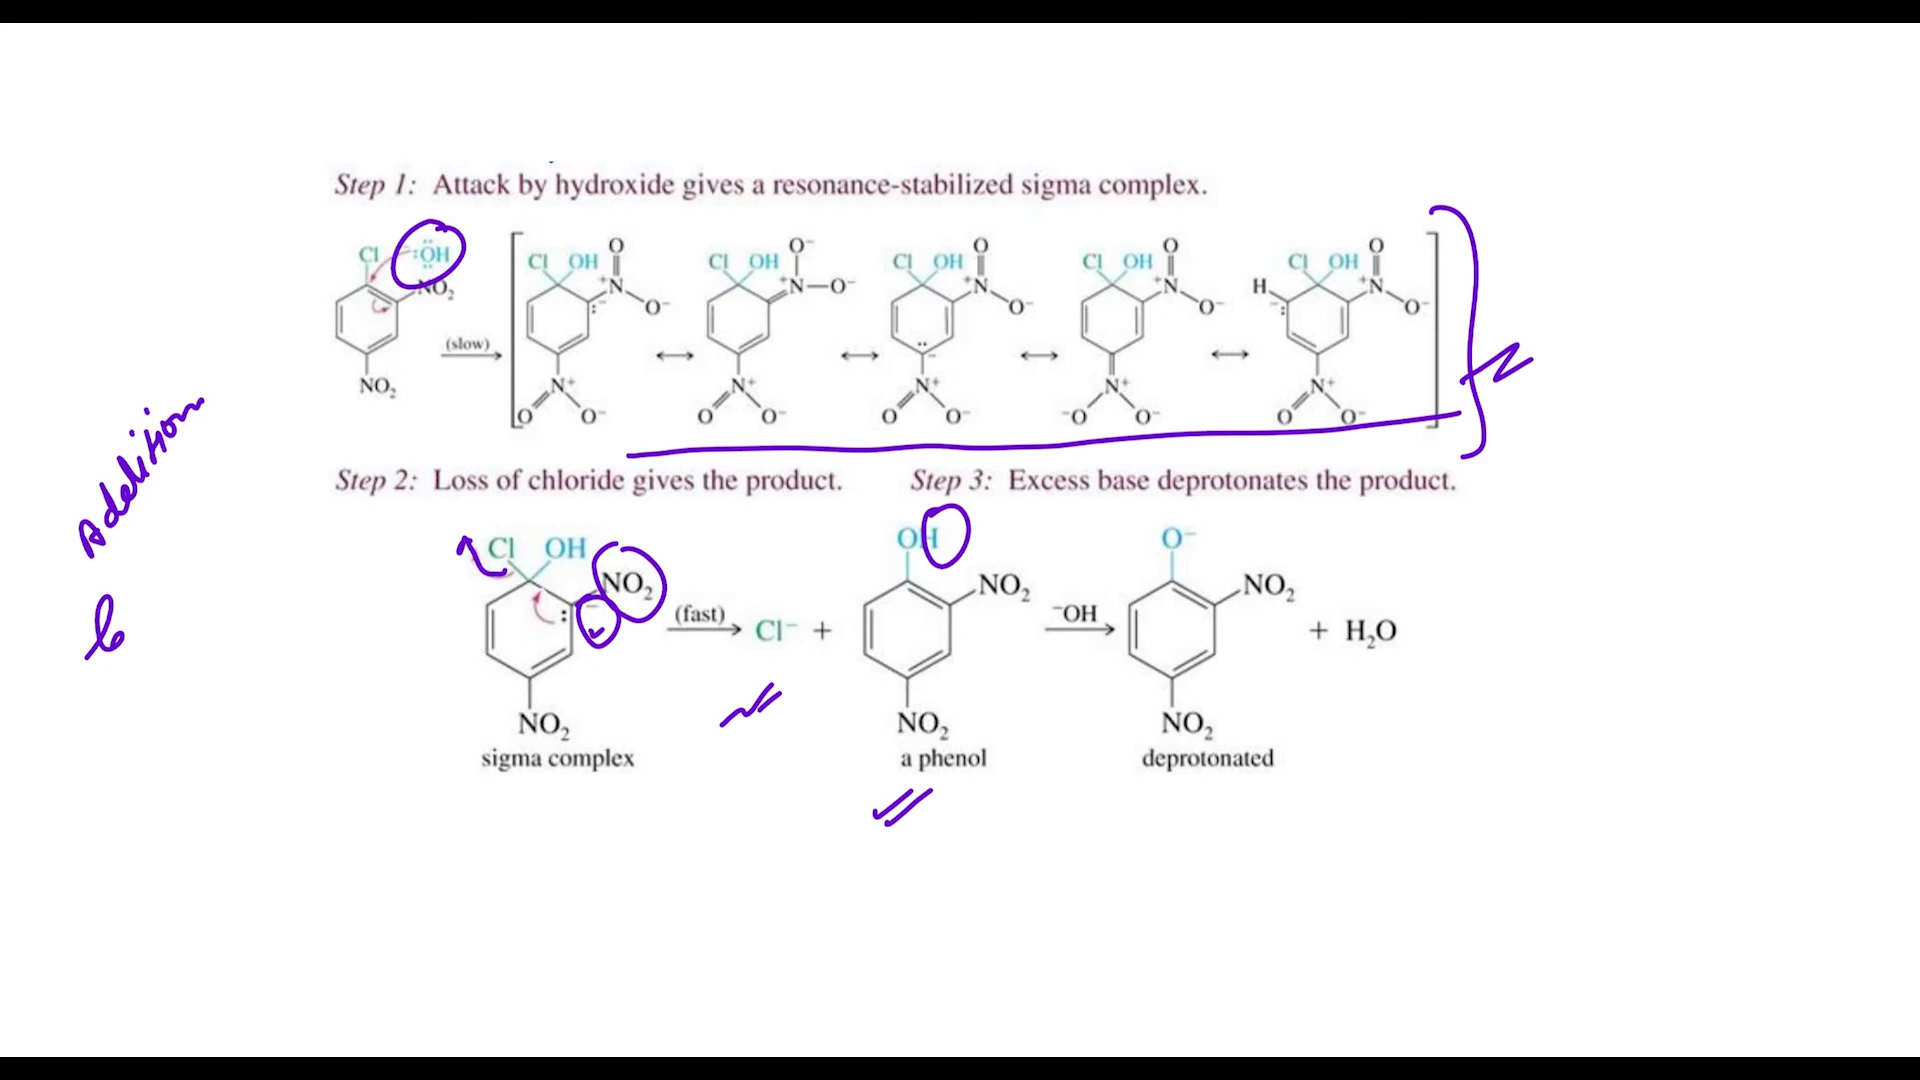 Step 1: Attack by hydroxide gives a resonance-stabilized sigma complex.
Cl :ÖH
NO₂
NO₂
(slow)
Cl OH O N⁺ O⁻ N⁺ O O⁻
Cl OH O⁻ ⁺N—O⁻ N⁺ O O⁻
Cl OH O ⁺N O⁻ N⁺ O O⁻
Cl OH O ⁺N O⁻ N⁺ ⁻O O⁻
H Cl OH O ⁺N O⁻ N⁺ O O⁻
Addition
Step 2: Loss of chloride gives the product.
Step 3: Excess base deprotonates the product.
Cl OH
NO₂
NO₂
sigma complex
(fast)
Cl⁻ +
OH
NO₂
NO₂
a phenol
⁻OH
O⁻
NO₂
NO₂
deprotonated
+ H₂O